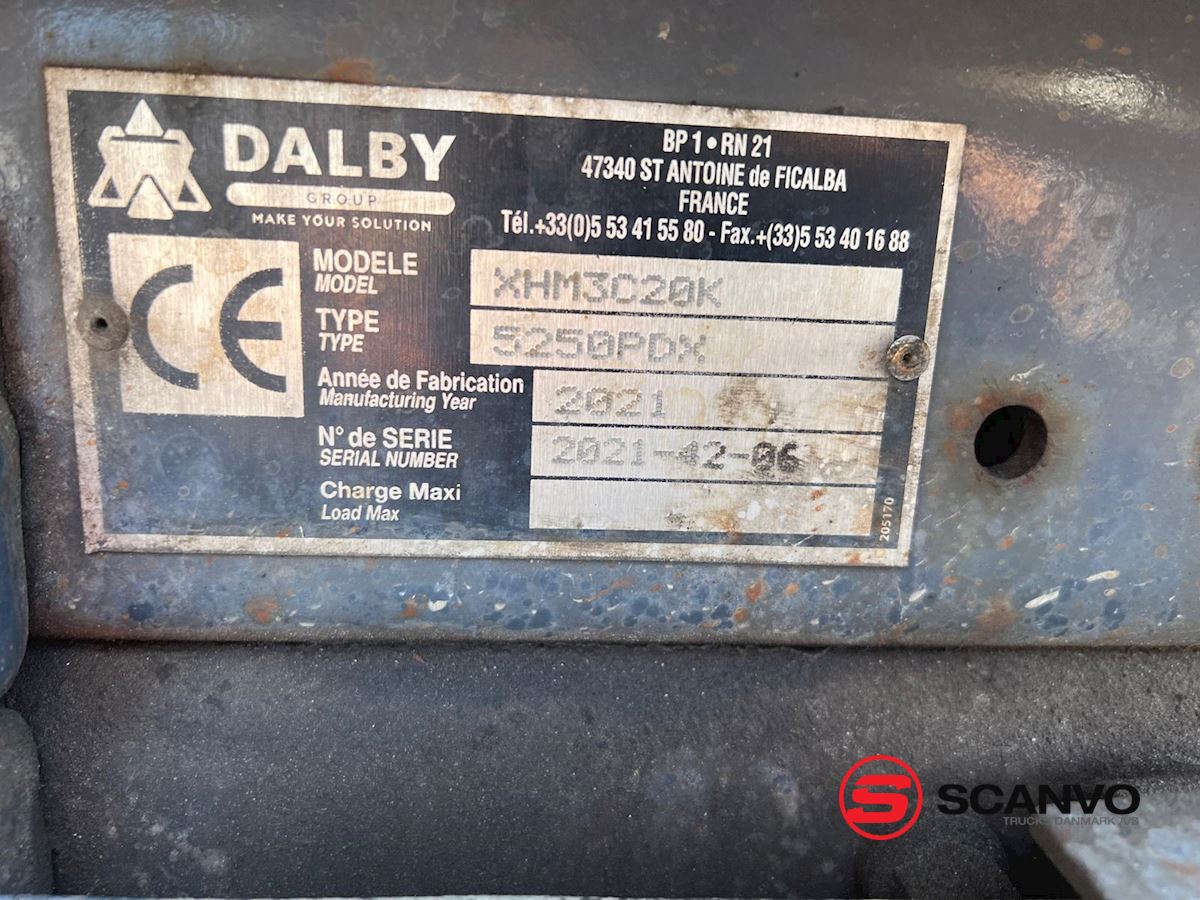 DALBY
GROUP
MAKE YOUR SOLUTION
BP 1 • RN 21
47340 ST ANTOINE de FICALBA
FRANCE
Tél.+33(0)5 53 41 55 80 - Fax.+(33)5 53 40 16 88
CE
MODELE
MODEL
XHM3C20K
TYPE
TYPE
5250PDX
Année de Fabrication
Manufacturing Year
2021
N° de SERIE
SERIAL NUMBER
2021-42-06
Charge Maxi
Load Max
205170
SCANVO
TRUCKS DANMARK A/S